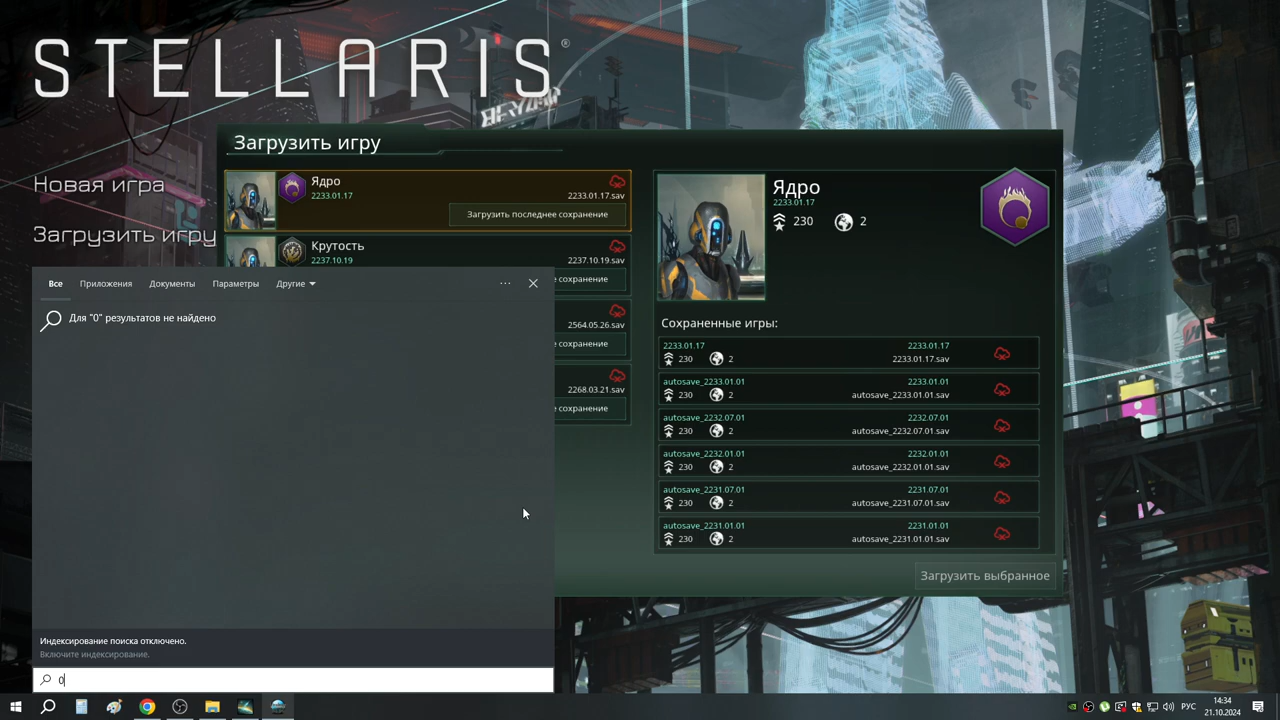 STELLARIS®
Новая игра
Загрузить игру
Загрузить игру
Ядро
2233.01.17
2233.01.17.sav
Загрузить последнее сохранение
Крутость
2237.10.19
2237.10.19.sav
е сохранение
2564.05.26.sav
е сохранение
2268.03.21.sav
е сохранение
Ядро
2233.01.17
230 2
Сохраненные игры:
2233.01.17 2233.01.17
230 2 2233.01.17.sav
autosave_2233.01.01 2233.01.01
230 2 autosave_2233.01.01.sav
autosave_2232.07.01 2232.07.01
230 2 autosave_2232.07.01.sav
autosave_2232.01.01 2232.01.01
230 2 autosave_2232.01.01.sav
autosave_2231.07.01 2231.07.01
230 2 autosave_2231.07.01.sav
autosave_2231.01.01 2231.01.01
230 2 autosave_2231.01.01.sav
Загрузить выбранное
Все Приложения Документы Параметры Другие ···
Для "0" результатов не найдено
Индексирование поиска отключено.
Включите индексирование.
0
РУС
14:34
21.10.2024